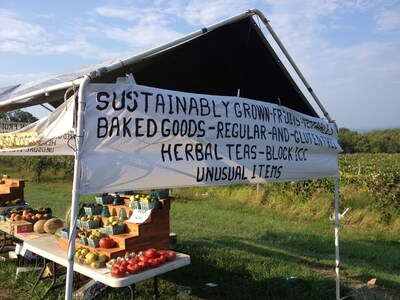 SUSTAINABLY GROWN-FRUITS-VEGETABLES
BAKED GOODS-REGULAR-AND-GLUTEN FREE
HERBAL TEAS-BLOCK ICE
UNUSUAL ITEMS